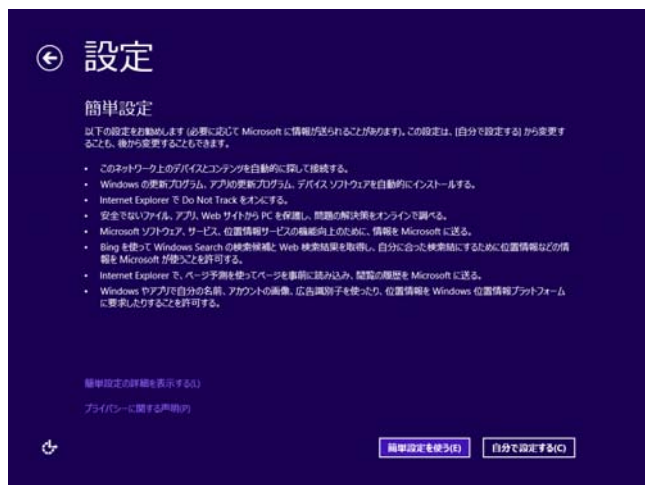 設定
簡単設定
以下の設定をお勧めします (必要に応じて Microsoft に情報が送られることがあります)。この設定は、[自分で設定する] から変更す
ることも、後から変更することもできます。
• このネットワーク上のデバイスとコンテンツを自動的に探して接続する。
• Windows の更新プログラム、アプリの更新プログラム、デバイス ソフトウェアを自動的にインストールする。
• Internet Explorer で Do Not Track をオンにする。
• 安全でないファイル、アプリ、Web サイトから PC を保護し、問題の解決策をオンラインで調べる。
• Microsoft ソフトウェア、サービス、位置情報サービスの機能向上のために、情報を Microsoft に送る。
• Bing を使って Windows Search の検索候補と Web 検索結果を取得し、自分に合った検索結にするために位置情報などの情
報を Microsoft が使うことを許可する。
• Internet Explorer で、ページ予測を使ってページを事前に読み込み、閲覧の履歴を Microsoft に送る。
• Windows やアプリで自分の名前、アカウントの画像、広告識別子を使ったり、位置情報を Windows 位置情報プラットフォーム
に要求したりすることを許可する。
簡単設定の詳細を表示する(L)
プライバシーに関する声明(P)
簡単設定を使う(E)
自分で設定する(C)